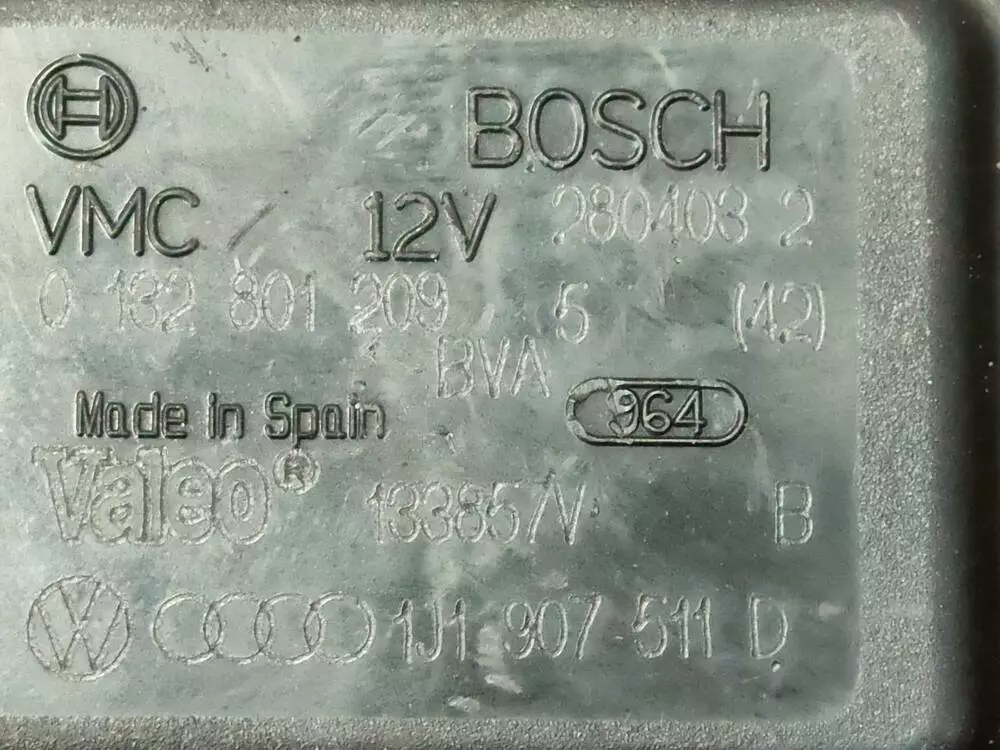 BOSCH
VMC 12V 280403 2
0 132 801 209 5 (42)
BVA
Made in Spain 964
Valeo® 133857/V B
1J1 907 511 D